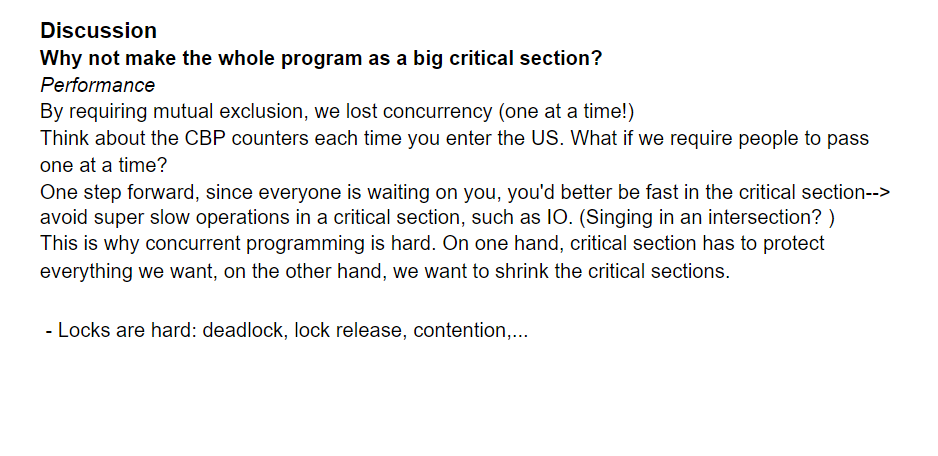 Discussion
Why not make the whole program as a big critical section?
Performance
By requiring mutual exclusion, we lost concurrency (one at a time!)
Think about the CBP counters each time you enter the US. What if we require people to pass
one at a time?
One step forward, since everyone is waiting on you, you'd better be fast in the critical section-->
avoid super slow operations in a critical section, such as IO. (Singing in an intersection? )
This is why concurrent programming is hard. On one hand, critical section has to protect
everything we want, on the other hand, we want to shrink the critical sections.
- Locks are hard: deadlock, lock release, contention,...